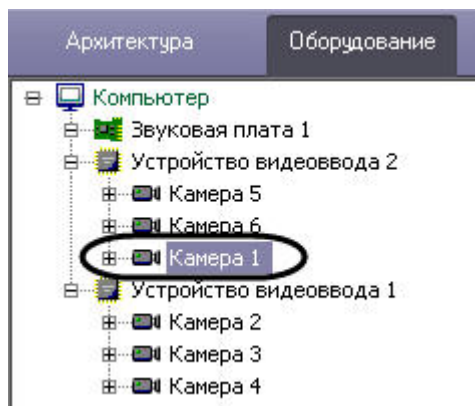 Архитектура Оборудование
Компьютер
Звуковая плата 1
Устройство видеоввода 2
Камера 5
Камера 6
Камера 1
Устройство видеоввода 1
Камера 2
Камера 3
Камера 4